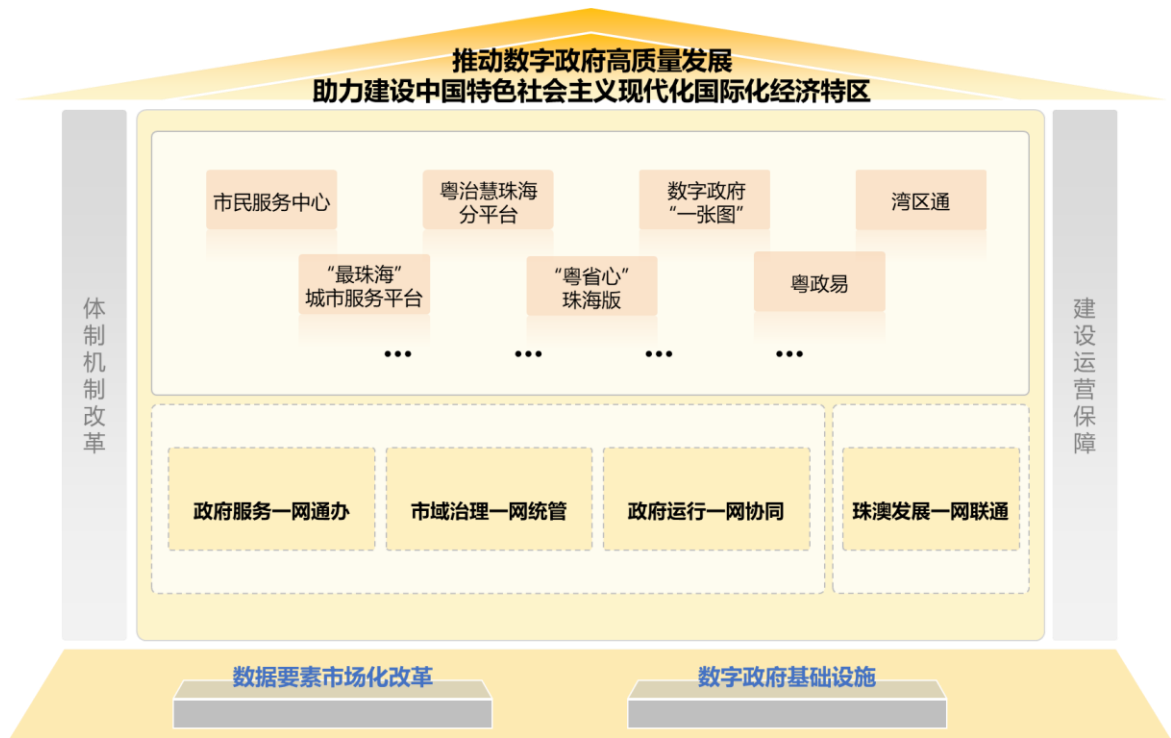 推动数字政府高质量发展
助力建设中国特色社会主义现代化国际化经济特区
体制机制改革
市民服务中心
粤治慧珠海
分平台
数字政府
“一张图”
湾区通
“最珠海”
城市服务平台
“粤省心”
珠海版
粤政易
...
...
...
...
政府服务一网通办
市域治理一网统管
政府运行一网协同
珠澳发展一网联通
建设运营保障
数据要素市场化改革
数字政府基础设施